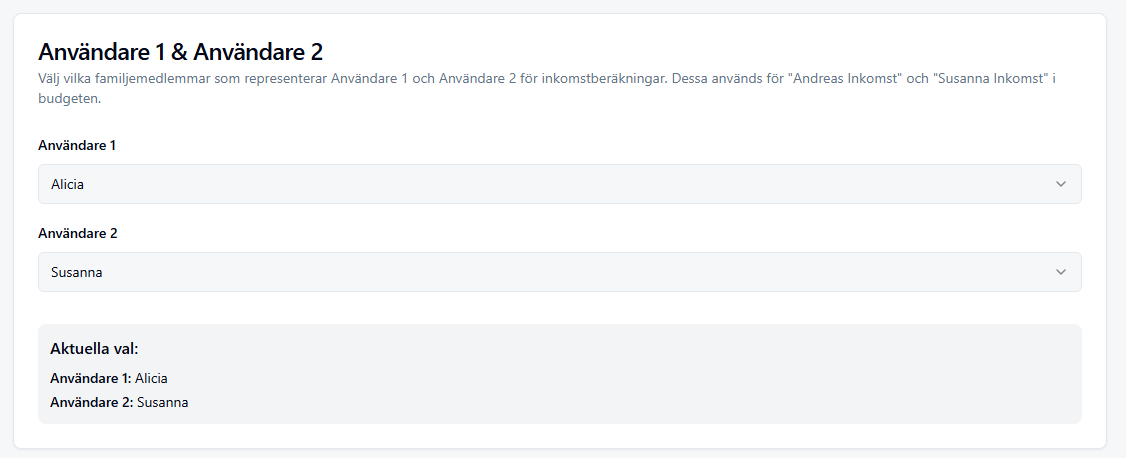 Användare 1 & Användare 2
Välj vilka familjemedlemmar som representerar Användare 1 och Användare 2 för inkomstberäkningar. Dessa används för "Andreas Inkomst" och "Susanna Inkomst" i
budgeten.
Användare 1
Alicia
Användare 2
Susanna
Aktuella val:
Användare 1: Alicia
Användare 2: Susanna